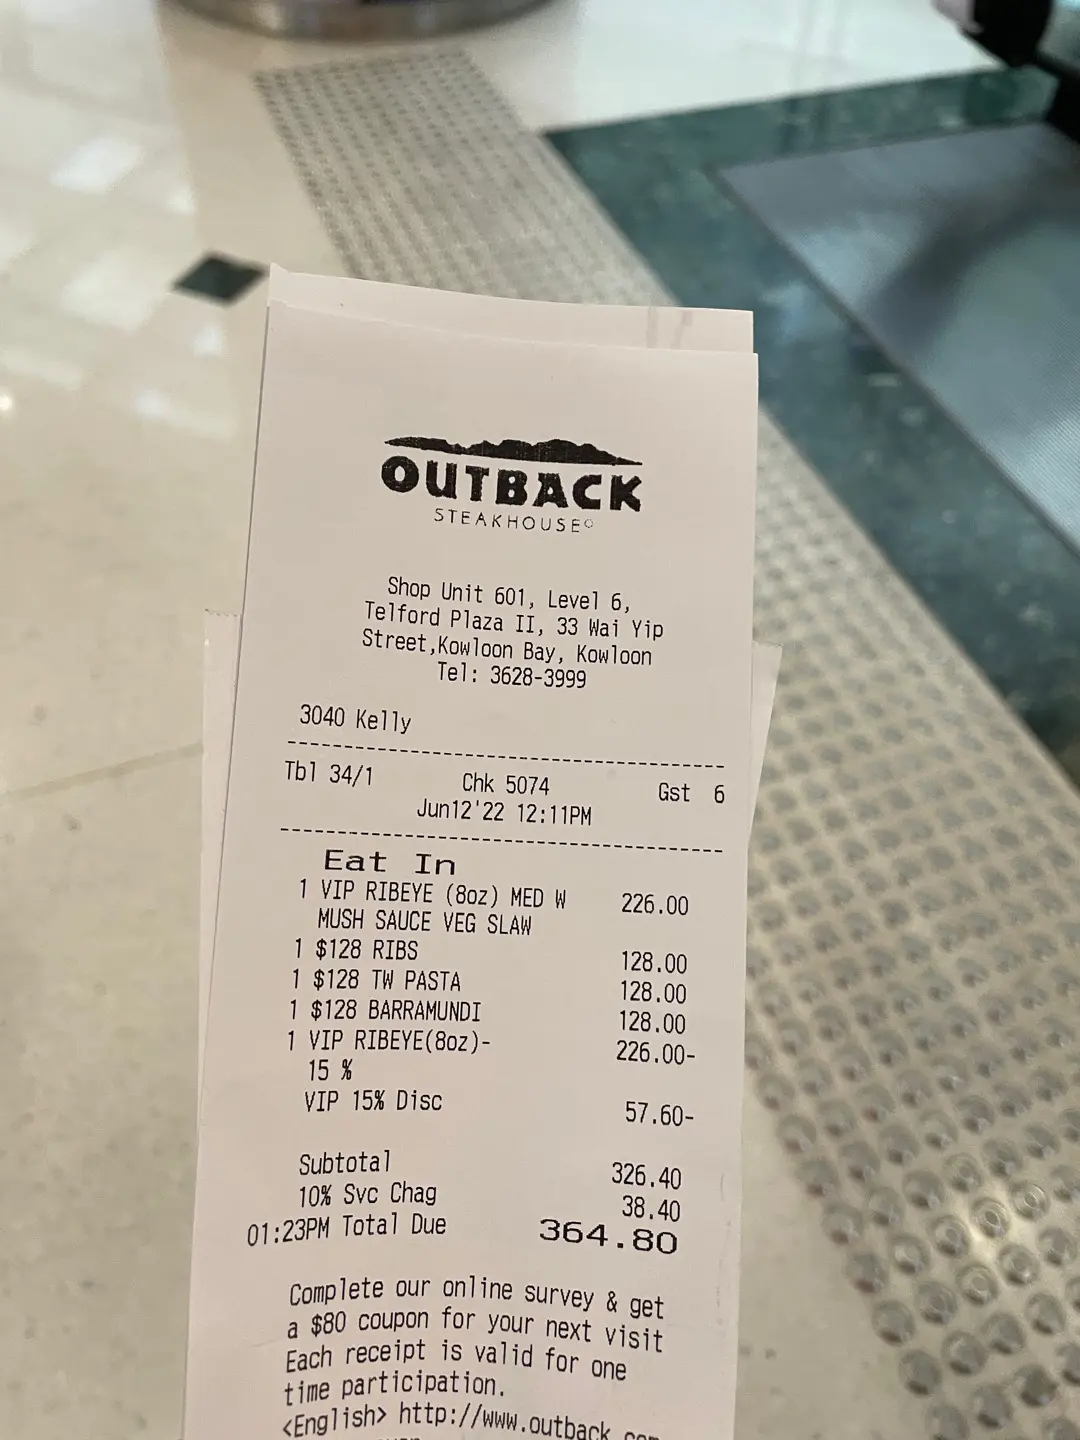 OUTBACK
STEAKHOUSE
Shop Unit 601, Level 6,
Telford Plaza II, 33 Wai Yip
Street,Kowloon Bay, Kowloon
Tel: 3628-3999
3040 Kelly
Tbl 34/1 Chk 5074 Gst 6
Jun12'22 12:11PM
Eat In
1 VIP RIBEYE (8oz) MED W 226.00
MUSH SAUCE VEG SLAW
1 $128 RIBS 128.00
1 $128 TW PASTA 128.00
1 $128 BARRAMUNDI 128.00
1 VIP RIBEYE(8oz)- 226.00-
15 %
VIP 15% Disc 57.60-
Subtotal 326.40
10% Svc Chag 38.40
01:23PM Total Due 364.80
Complete our online survey & get
a $80 coupon for your next visit
Each receipt is valid for one
time participation.
<English> http://www.outback